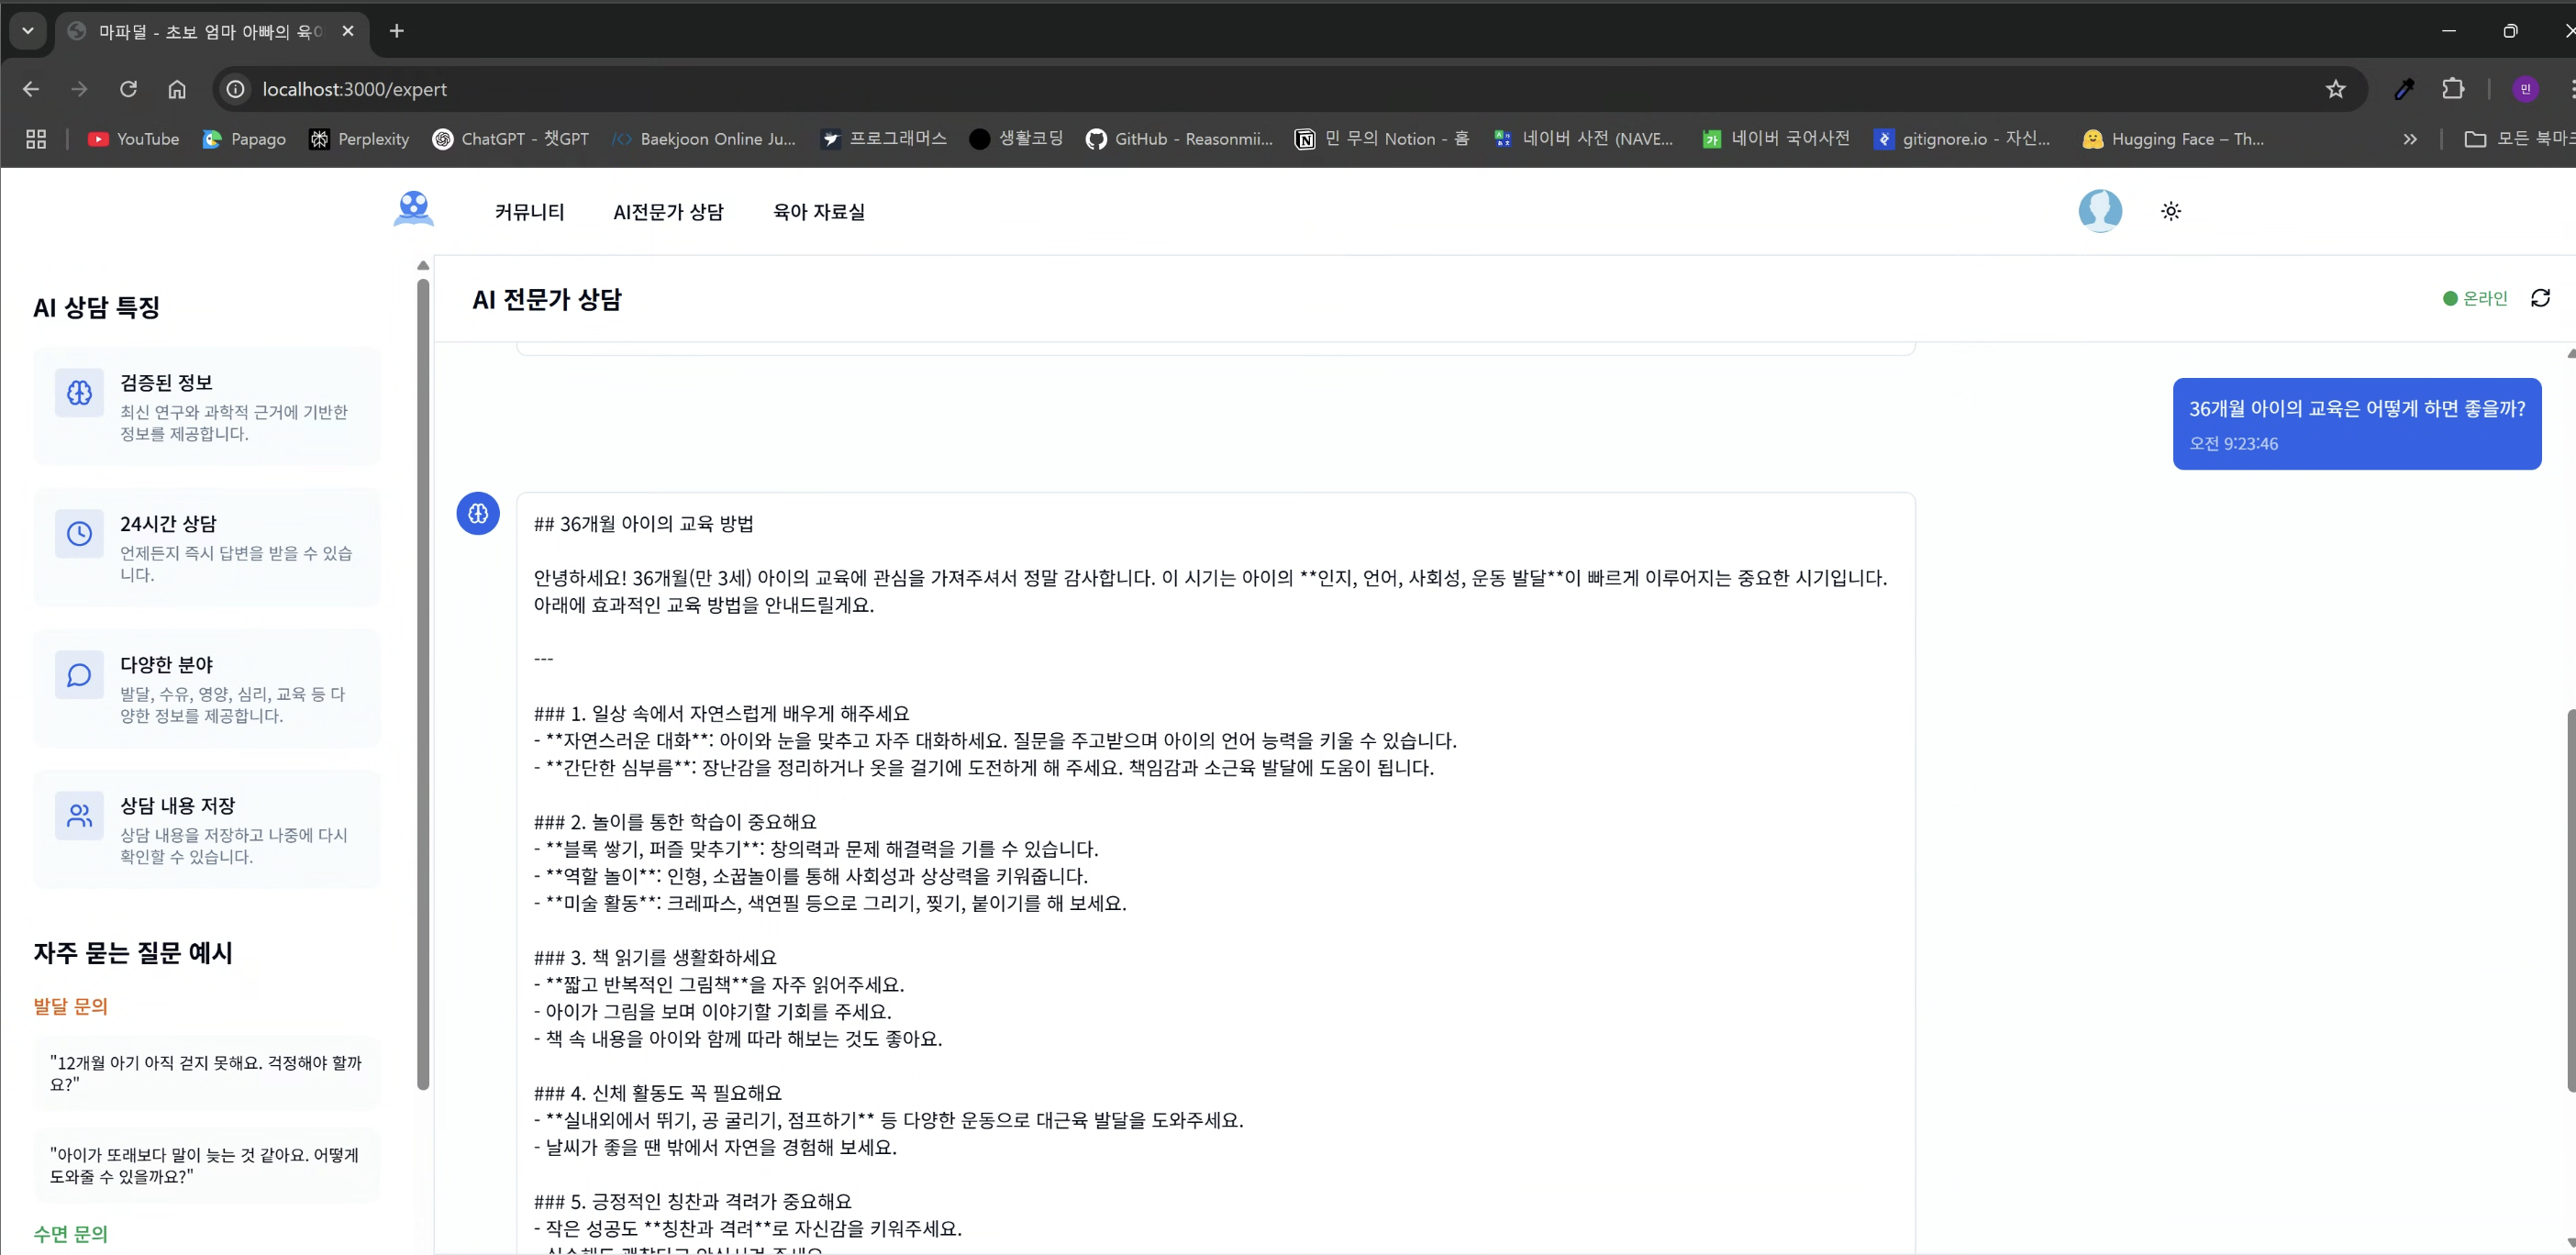 마파덜 - 초보 엄마 아빠의 육아
localhost:3000/expert
민
YouTube
Papago
Perplexity
ChatGPT - 챗GPT
Baekjoon Online Ju...
프로그래머스
생활코딩
GitHub - Reasonmii...
민 무의 Notion - 홈
네이버 사전 (NAVE...
네이버 국어사전
gitignore.io - 자신...
Hugging Face – Th...
모든 북마크
커뮤니티
AI전문가 상담
육아 자료실
AI 상담 특징
검증된 정보
최신 연구와 과학적 근거에 기반한
정보를 제공합니다.
24시간 상담
언제든지 즉시 답변을 받을 수 있습
니다.
다양한 분야
발달, 수유, 영양, 심리, 교육 등 다
양한 정보를 제공합니다.
상담 내용 저장
상담 내용을 저장하고 나중에 다시
확인할 수 있습니다.
자주 묻는 질문 예시
발달 문의
"12개월 아기 아직 걷지 못해요. 걱정해야 할까
요?"
"아이가 또래보다 말이 늦는 것 같아요. 어떻게
도와줄 수 있을까요?"
수면 문의
AI 전문가 상담
온라인
36개월 아이의 교육은 어떻게 하면 좋을까?
오전 9:23:46
## 36개월 아이의 교육 방법
안녕하세요! 36개월(만 3세) 아이의 교육에 관심을 가져주셔서 정말 감사합니다. 이 시기는 아이의 **인지, 언어, 사회성, 운동 발달**이 빠르게 이루어지는 중요한 시기입니다.
아래에 효과적인 교육 방법을 안내드릴게요.
---
### 1. 일상 속에서 자연스럽게 배우게 해주세요
- **자연스러운 대화**: 아이와 눈을 맞추고 자주 대화하세요. 질문을 주고받으며 아이의 언어 능력을 키울 수 있습니다.
- **간단한 심부름**: 장난감을 정리하거나 옷을 걸기에 도전하게 해 주세요. 책임감과 소근육 발달에 도움이 됩니다.
### 2. 놀이를 통한 학습이 중요해요
- **블록 쌓기, 퍼즐 맞추기**: 창의력과 문제 해결력을 기를 수 있습니다.
- **역할 놀이**: 인형, 소꿉놀이를 통해 사회성과 상상력을 키워줍니다.
- **미술 활동**: 크레파스, 색연필 등으로 그리기, 찢기, 붙이기를 해 보세요.
### 3. 책 읽기를 생활화하세요
- **짧고 반복적인 그림책**을 자주 읽어주세요.
- 아이가 그림을 보며 이야기할 기회를 주세요.
- 책 속 내용을 아이와 함께 따라 해보는 것도 좋아요.
### 4. 신체 활동도 꼭 필요해요
- **실내외에서 뛰기, 공 굴리기, 점프하기** 등 다양한 운동으로 대근육 발달을 도와주세요.
- 날씨가 좋을 땐 밖에서 자연을 경험해 보세요.
### 5. 긍정적인 칭찬과 격려가 중요해요
- 작은 성공도 **칭찬과 격려**로 자신감을 키워주세요.